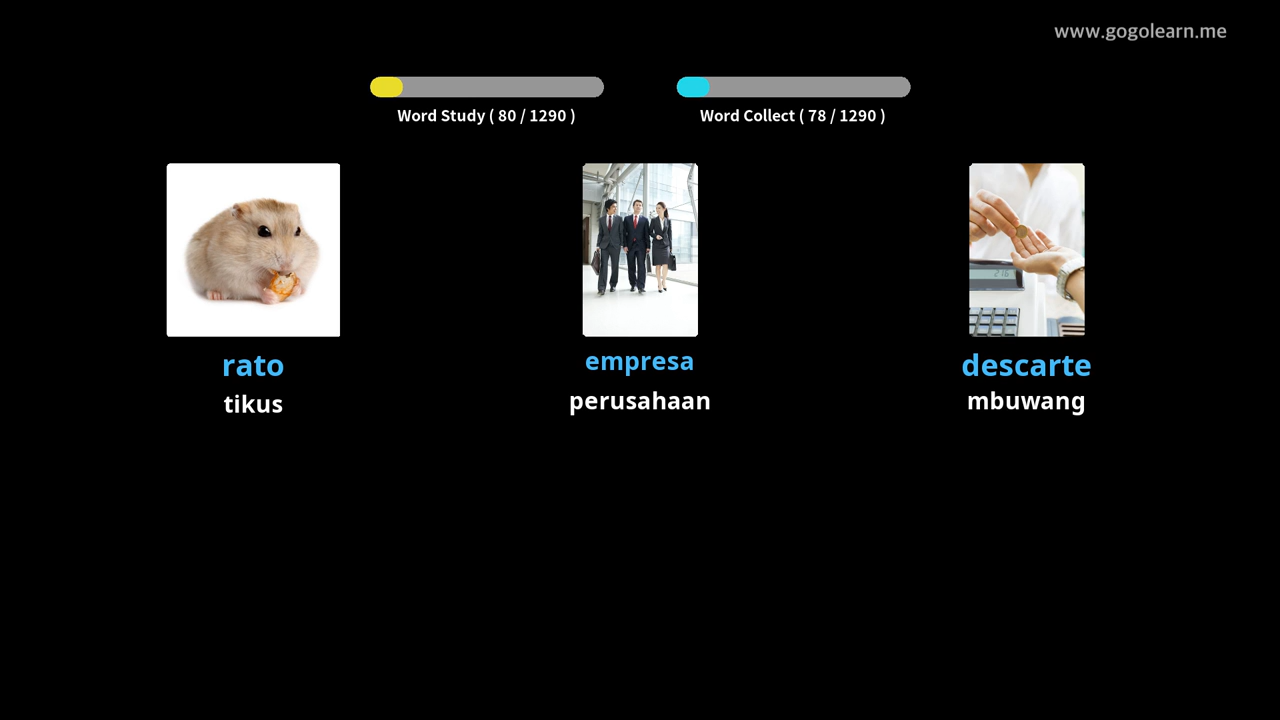 www.gogolearn.me
Word Study ( 80 / 1290 )
Word Collect ( 78 / 1290 )
rato
tikus
empresa
perusahaan
descarte
mbuwang